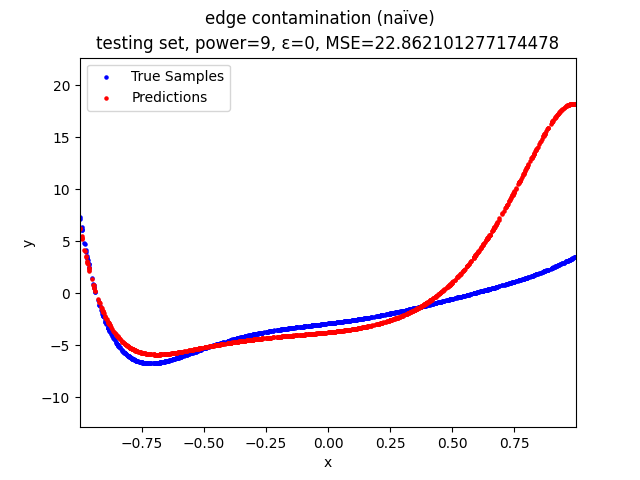 edge contamination (naïve)
testing set, power=9, ε=0, MSE=22.862101277174478
True Samples
Predictions
y
20
15
10
5
0
−5
−10
−0.75 −0.50 −0.25 0.00 0.25 0.50 0.75
x